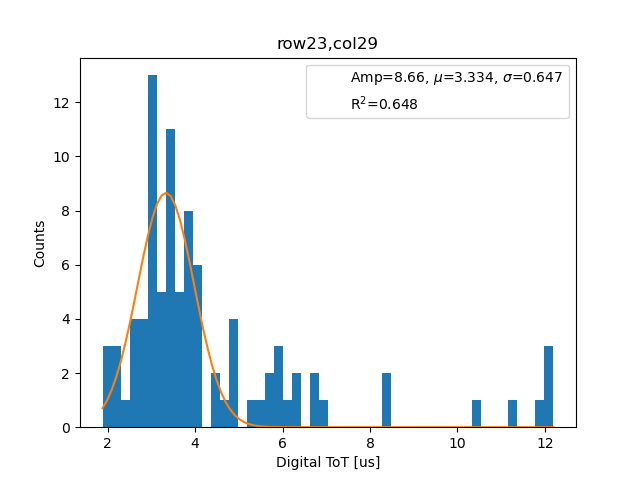 row23,col29
Amp=8.66, μ=3.334, σ=0.647
R²=0.648
Counts
12
10
8
6
4
2
0
2 4 6 8 10 12
Digital ToT [us]